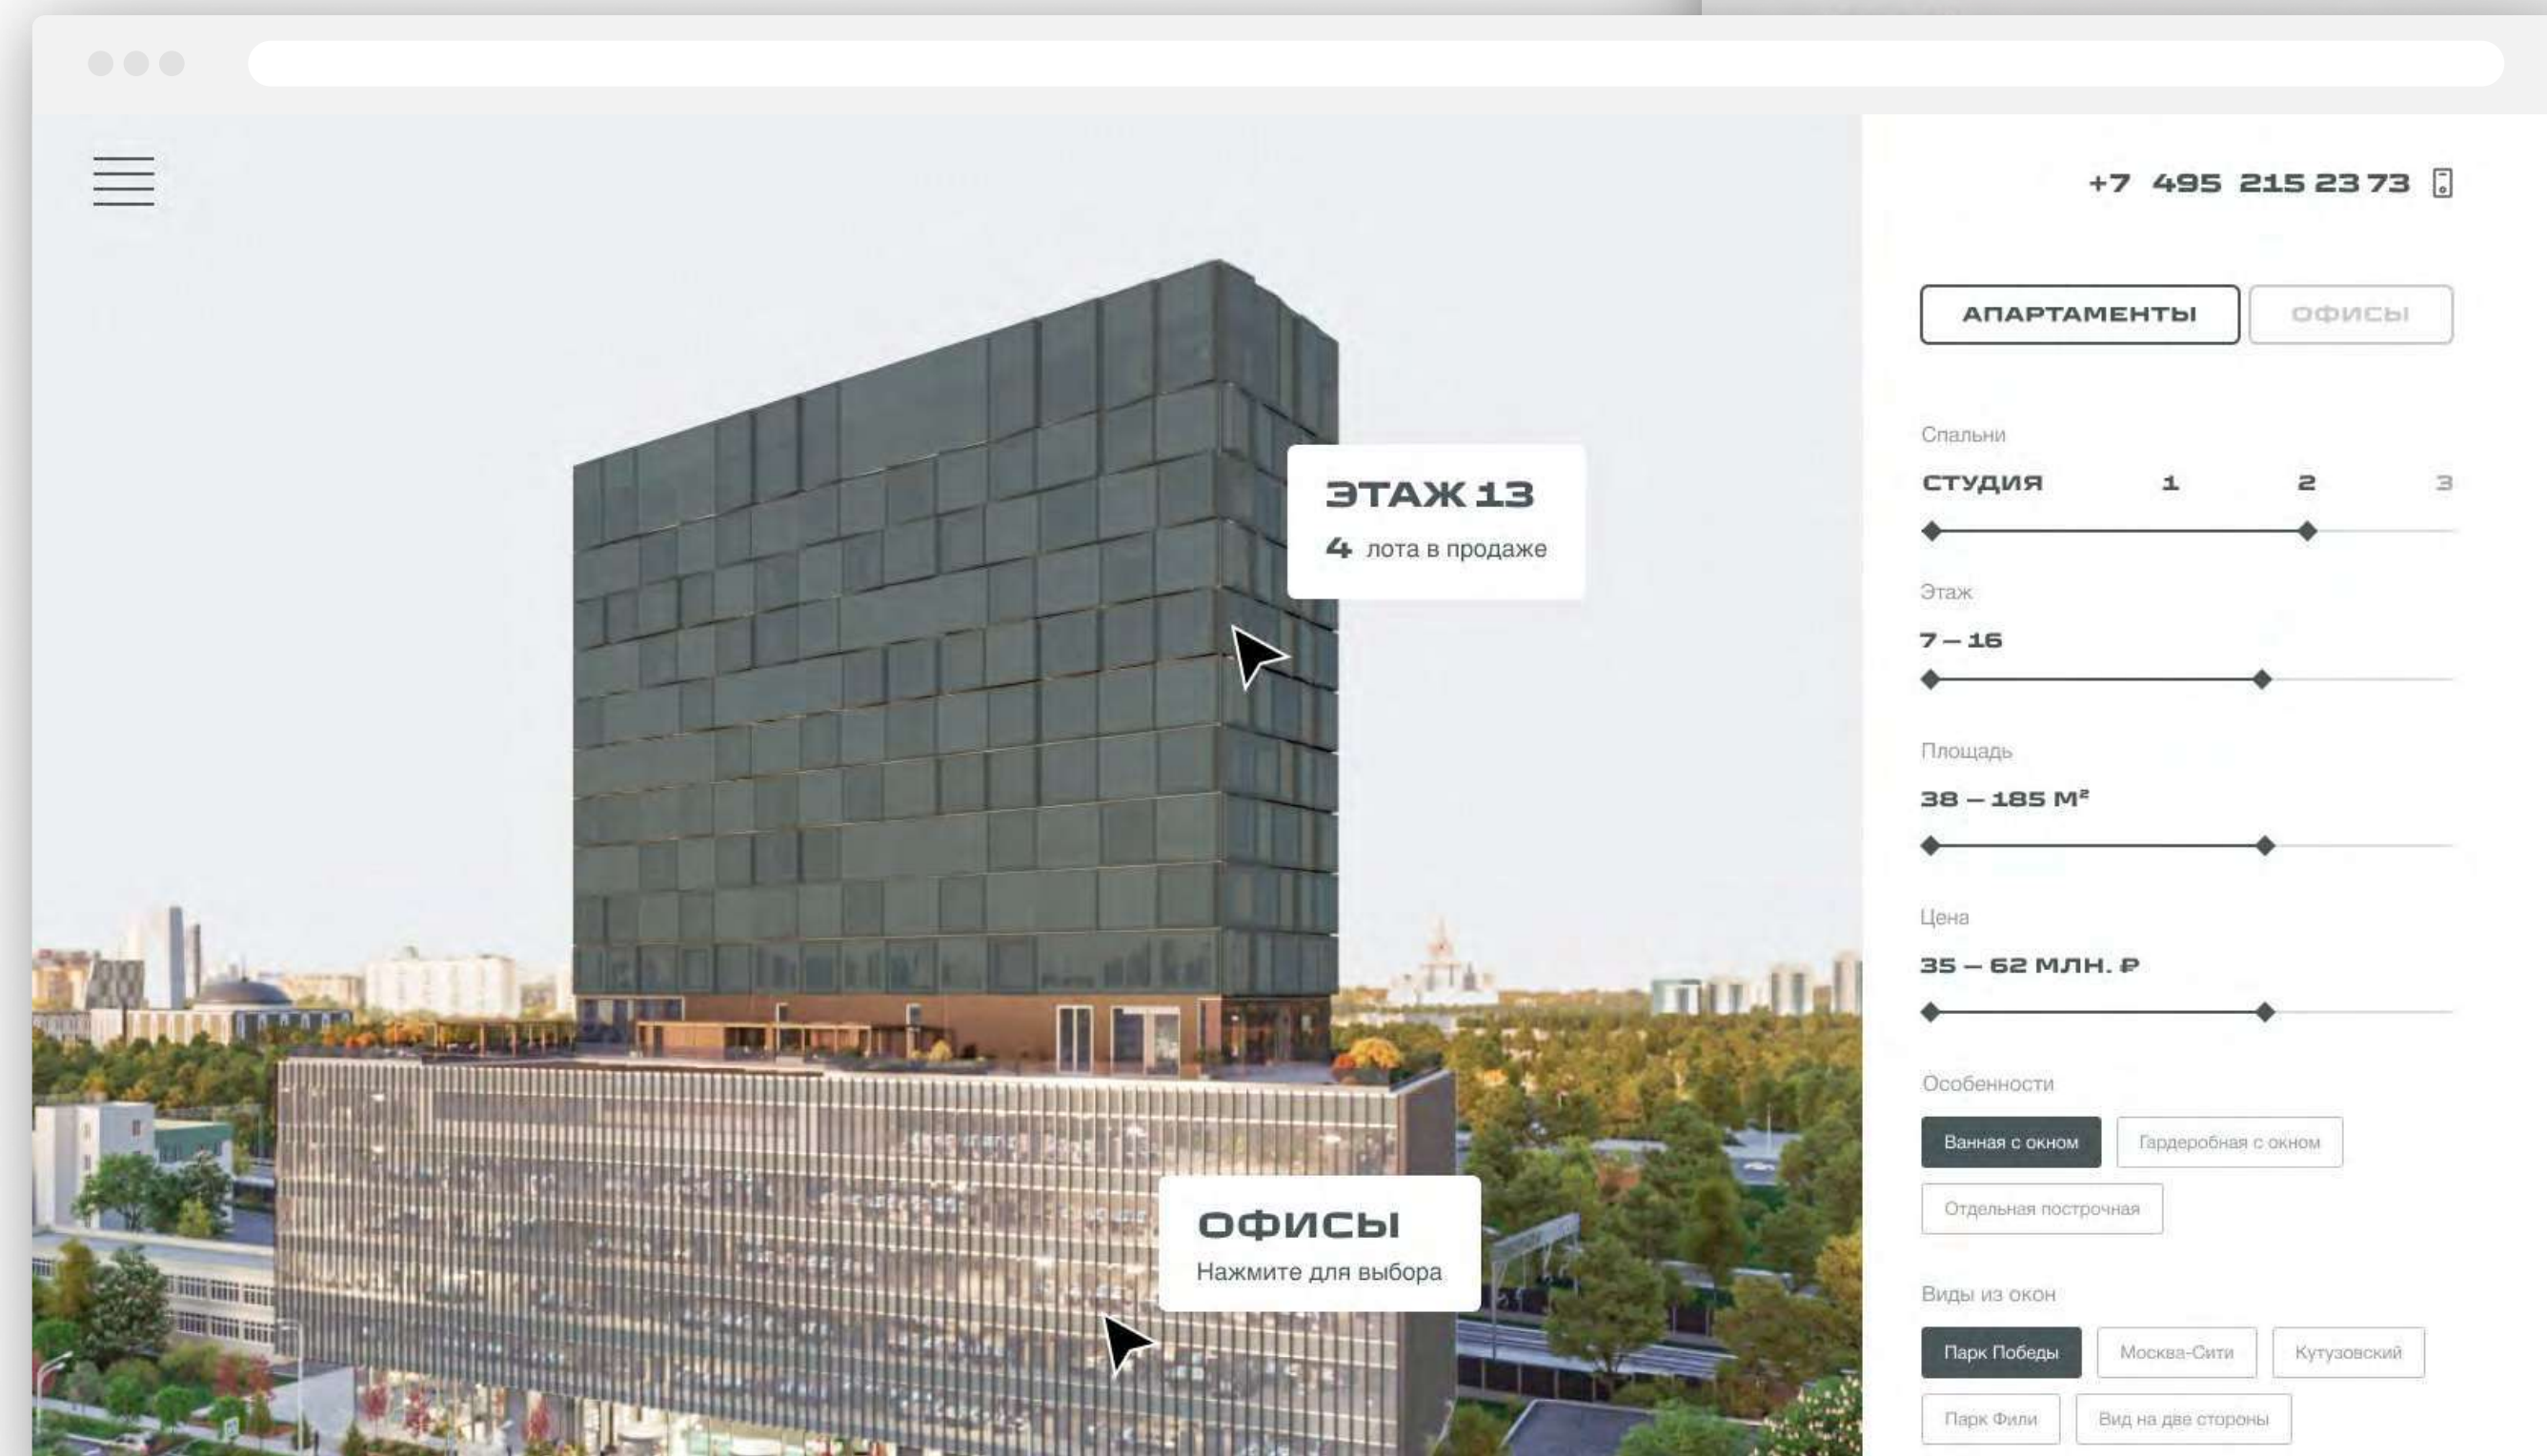 +7 495 215 23 73
АПАРТАМЕНТЫ ОФИСЫ
Спальни
СТУДИЯ 1 2 3
ЭТАЖ 13
4 лота в продаже
Этаж
7 – 16
Площадь
38 – 185 М²
Цена
35 – 62 МЛН. ₽
Особенности
Ванная с окном Гардеробная с окном
Отдельная построчная
ОФИСЫ
Нажмите для выбора
Виды из окон
Парк Победы Москва-Сити Кутузовский
Парк Фили Вид на две стороны